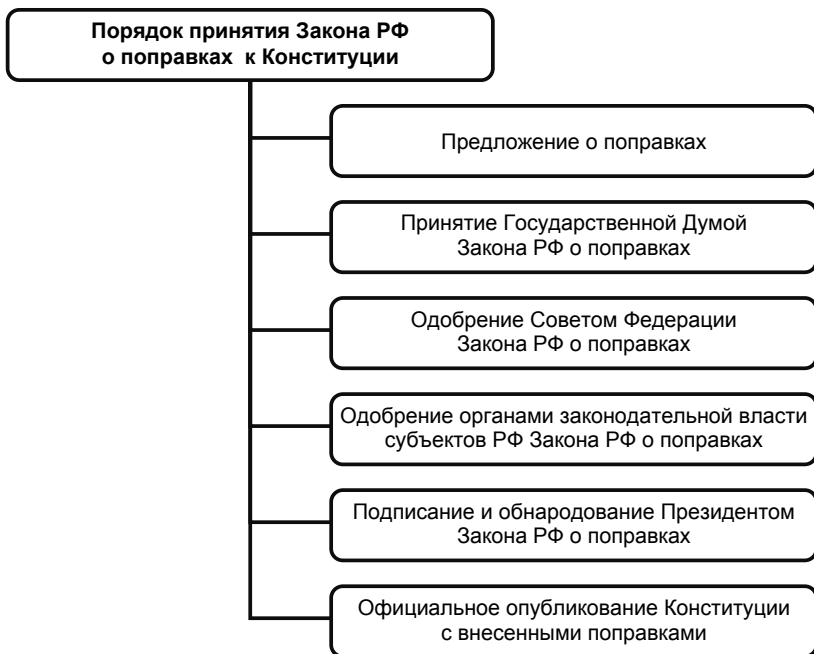 Порядок принятия Закона РФ
о поправках к Конституции
Предложение о поправках
Принятие Государственной Думой
Закона РФ о поправках
Одобрение Советом Федерации
Закона РФ о поправках
Одобрение органами законодательной власти
субъектов РФ Закона РФ о поправках
Подписание и обнародование Президентом
Закона РФ о поправках
Официальное опубликование Конституции
с внесенными поправками